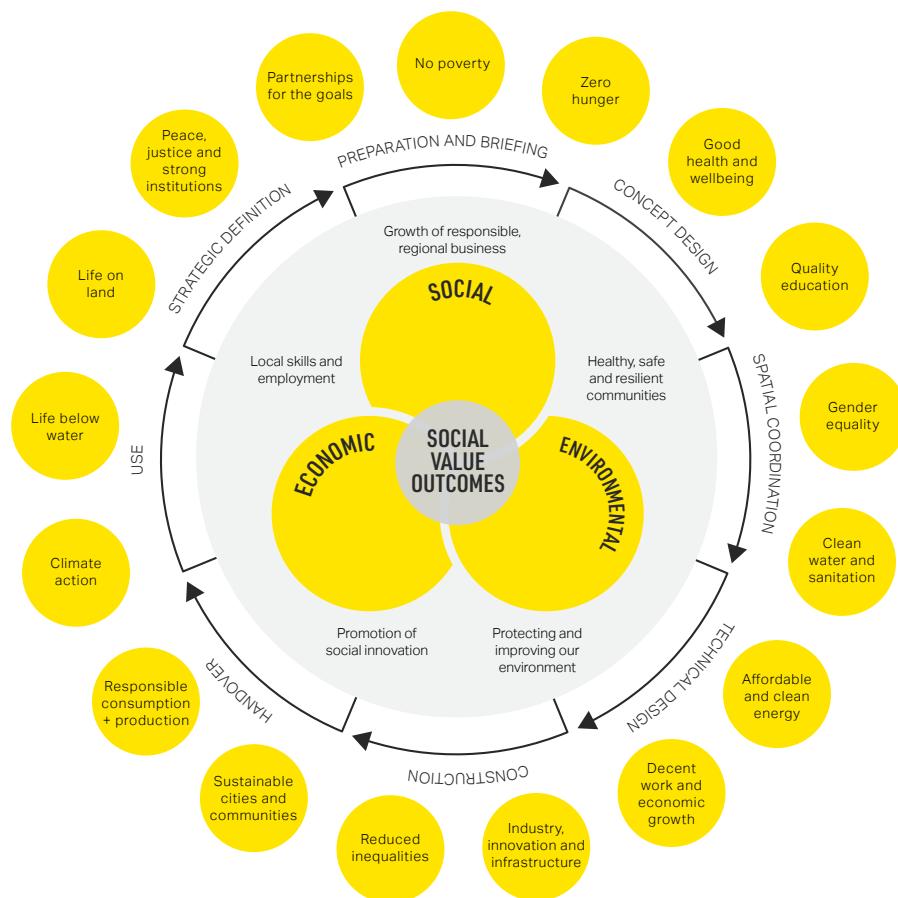 No poverty
Zero
hunger
Good
health and
wellbeing
Quality
education
Gender
equality
Clean
water and
sanitation
Affordable
and clean
energy
Decent
work and
economic
growth
Industry,
innovation and
infrastructure
Reduced
inequalities
Sustainable
cities and
communities
Responsible
consumption
+ production
Climate
action
Life below
water
Life on
land
Peace,
justice and
strong
institutions
Partnerships
for the goals
PREPARATION AND BRIEFING
CONCEPT DESIGN
SPATIAL COORDINATION
TECHNICAL DESIGN
CONSTRUCTION
HANDOVER
USE
STRATEGIC DEFINITION
Growth of responsible,
regional business
Healthy, safe
and resilient
communities
Protecting and
improving our
environment
Promotion of
social innovation
Local skills and
employment
SOCIAL
ENVIRONMENTAL
ECONOMIC
SOCIAL
VALUE
OUTCOMES